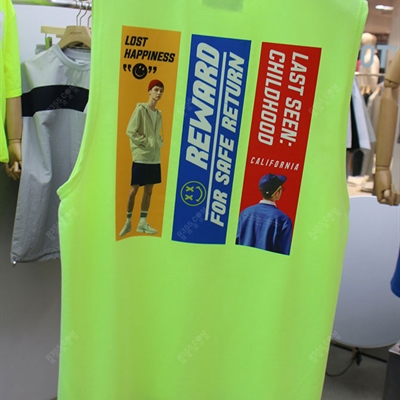 LOST
HAPPINESS
REWARD
FOR SAFE RETURN
LAST SEEN:
CHILDHOOD
CALIFORNIA